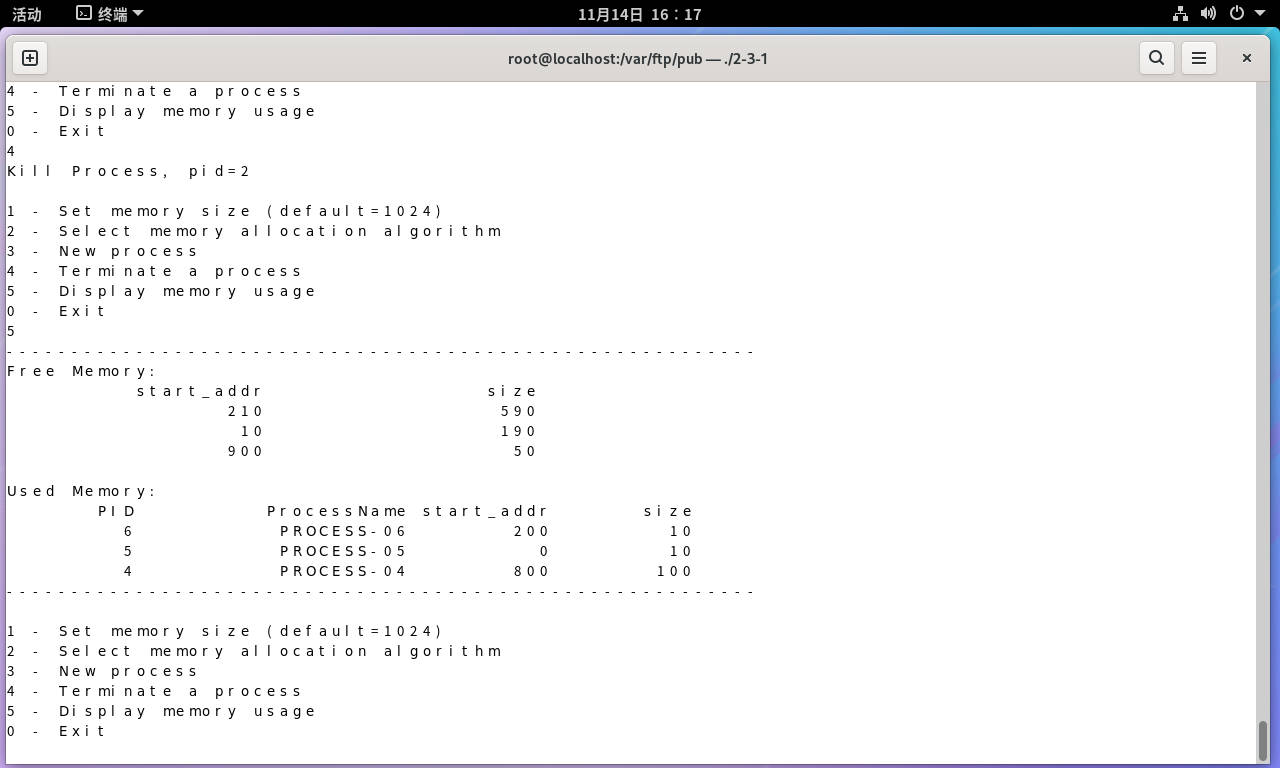 活动 终端 11月14日 16：17
root@localhost:/var/ftp/pub — ./2-3-1
4 - Terminate a process
5 - Display memory usage
0 - Exit
4
Kill Process, pid=2
1 - Set memory size (default=1024)
2 - Select memory allocation algorithm
3 - New process
4 - Terminate a process
5 - Display memory usage
0 - Exit
5
----------------------------------------------------------
Free Memory:
start_addr size
210 590
10 190
900 50
Used Memory:
PID ProcessName start_addr size
6 PROCESS-06 200 10
5 PROCESS-05 0 10
4 PROCESS-04 800 100
----------------------------------------------------------
1 - Set memory size (default=1024)
2 - Select memory allocation algorithm
3 - New process
4 - Terminate a process
5 - Display memory usage
0 - Exit